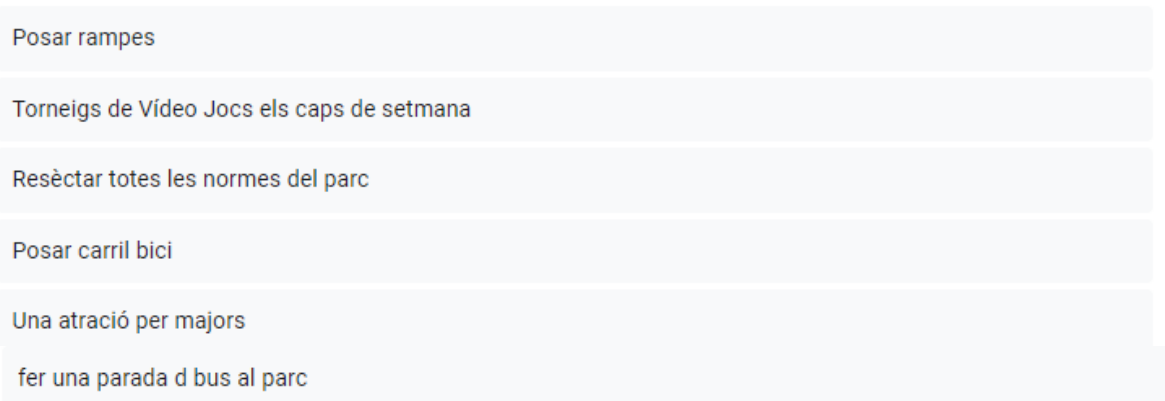 Posar rampes
Torneigs de Vídeo Jocs els caps de setmana
Resèctar totes les normes del parc
Posar carril bici
Una atració per majors
fer una parada d bus al parc